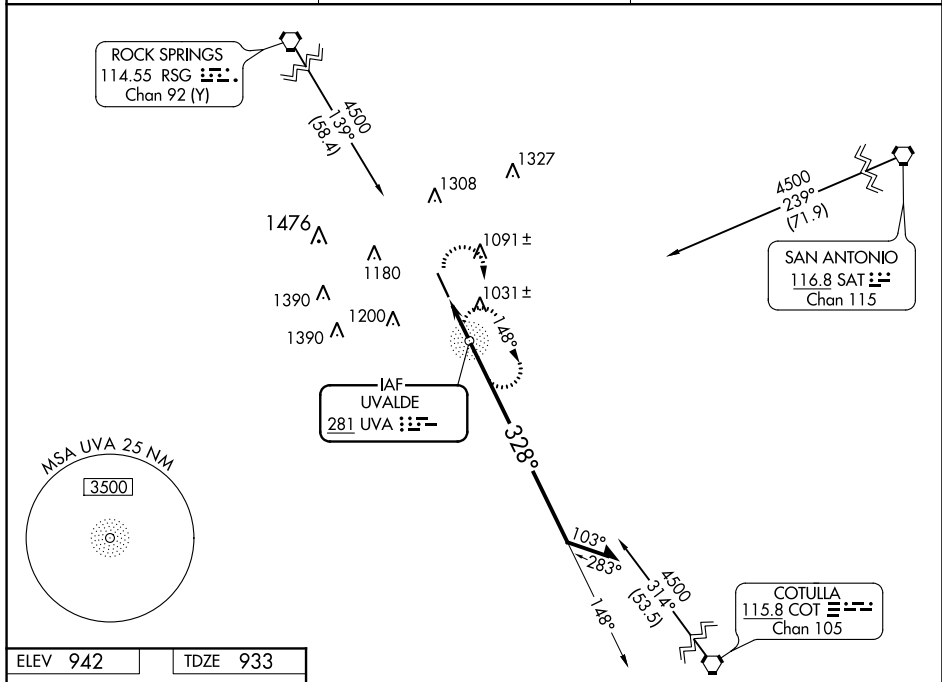 ROCK SPRINGS
114.55 RSG
Chan 92 (Y)
4500
139°
(58.4)
1308
1327
4500
239°
(71.9)
SAN ANTONIO
116.8 SAT
Chan 115
1476
1180
1091 ±
1390
1031 ±
1200
1390
148°
IAF
UVALDE
281 UVA
328°
MSA UVA 25 NM
3500
103°
283°
148°
4500
314°
(53.5)
COTULLA
115.8 COT
Chan 105
ELEV 942
TDZE 933